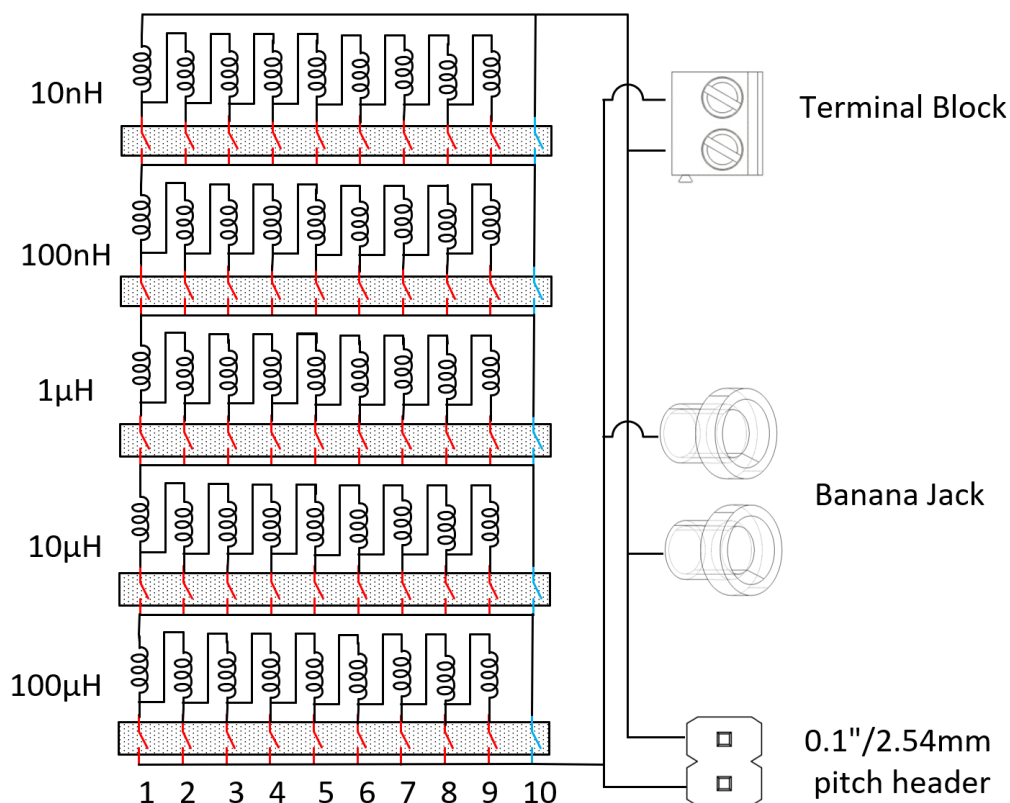 10nH
Terminal Block
100nH
1μH
Banana Jack
10μH
100μH
0.1"/2.54mm
pitch header
1 2 3 4 5 6 7 8 9 10